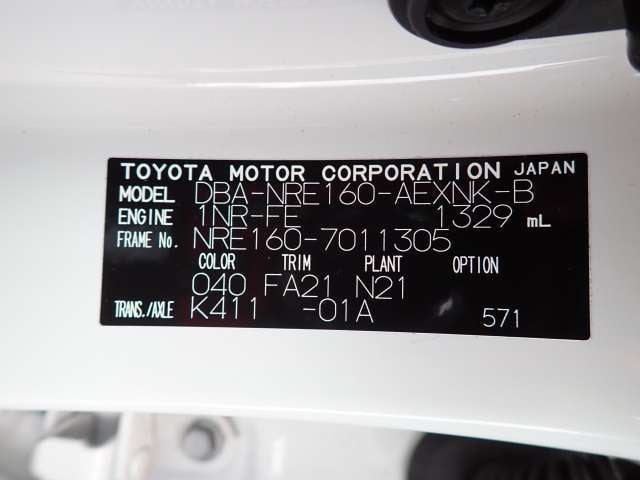 TOYOTA MOTOR CORPORATION JAPAN
MODEL DBA-NRE160-AEXNK-B
ENGINE 1NR-FE 1329 mL
FRAME No. NRE160-7011305
COLOR TRIM PLANT OPTION
040 FA21 N21
TRANS./AXLE K411 -01A 571